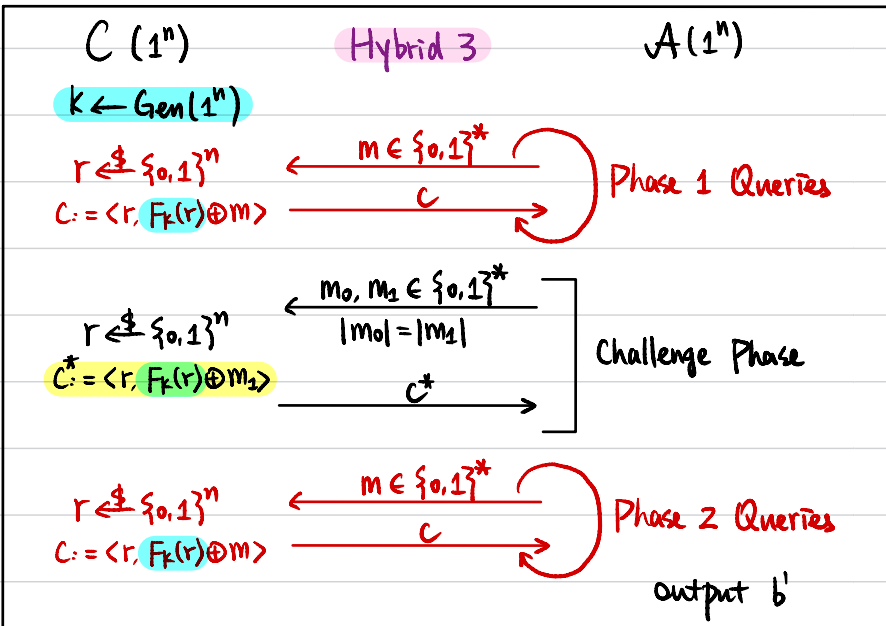 C (1ⁿ) Hybrid 3 A(1ⁿ)
k ← Gen(1ⁿ)
m ∈ {0,1}*
r ←$ {0,1}ⁿ
Phase 1 Queries
C
C := <r, Fₖ(r)⊕m>
m₀, m₁ ∈ {0,1}*
r ←$ {0,1}ⁿ
|m₀| = |m₁|
Challenge Phase
C* := <r, Fₖ(r)⊕m₁>
C*
m ∈ {0,1}*
r ←$ {0,1}ⁿ
Phase 2 Queries
C
C := <r, Fₖ(r)⊕m>
output b'